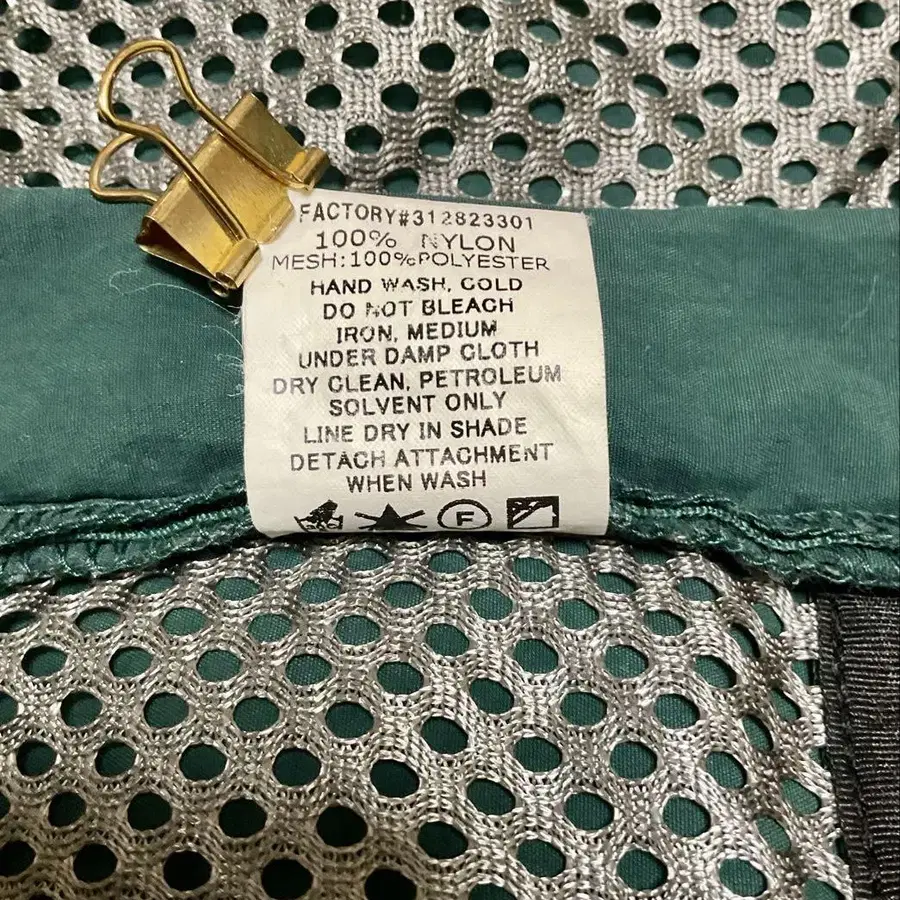 FACTORY#312823301
100% NYLON
MESH:100%POLYESTER
HAND WASH, COLD
DO NOT BLEACH
IRON, MEDIUM
UNDER DAMP CLOTH
DRY CLEAN, PETROLEUM
SOLVENT ONLY
LINE DRY IN SHADE
DETACH ATTACHMENT
WHEN WASH
F